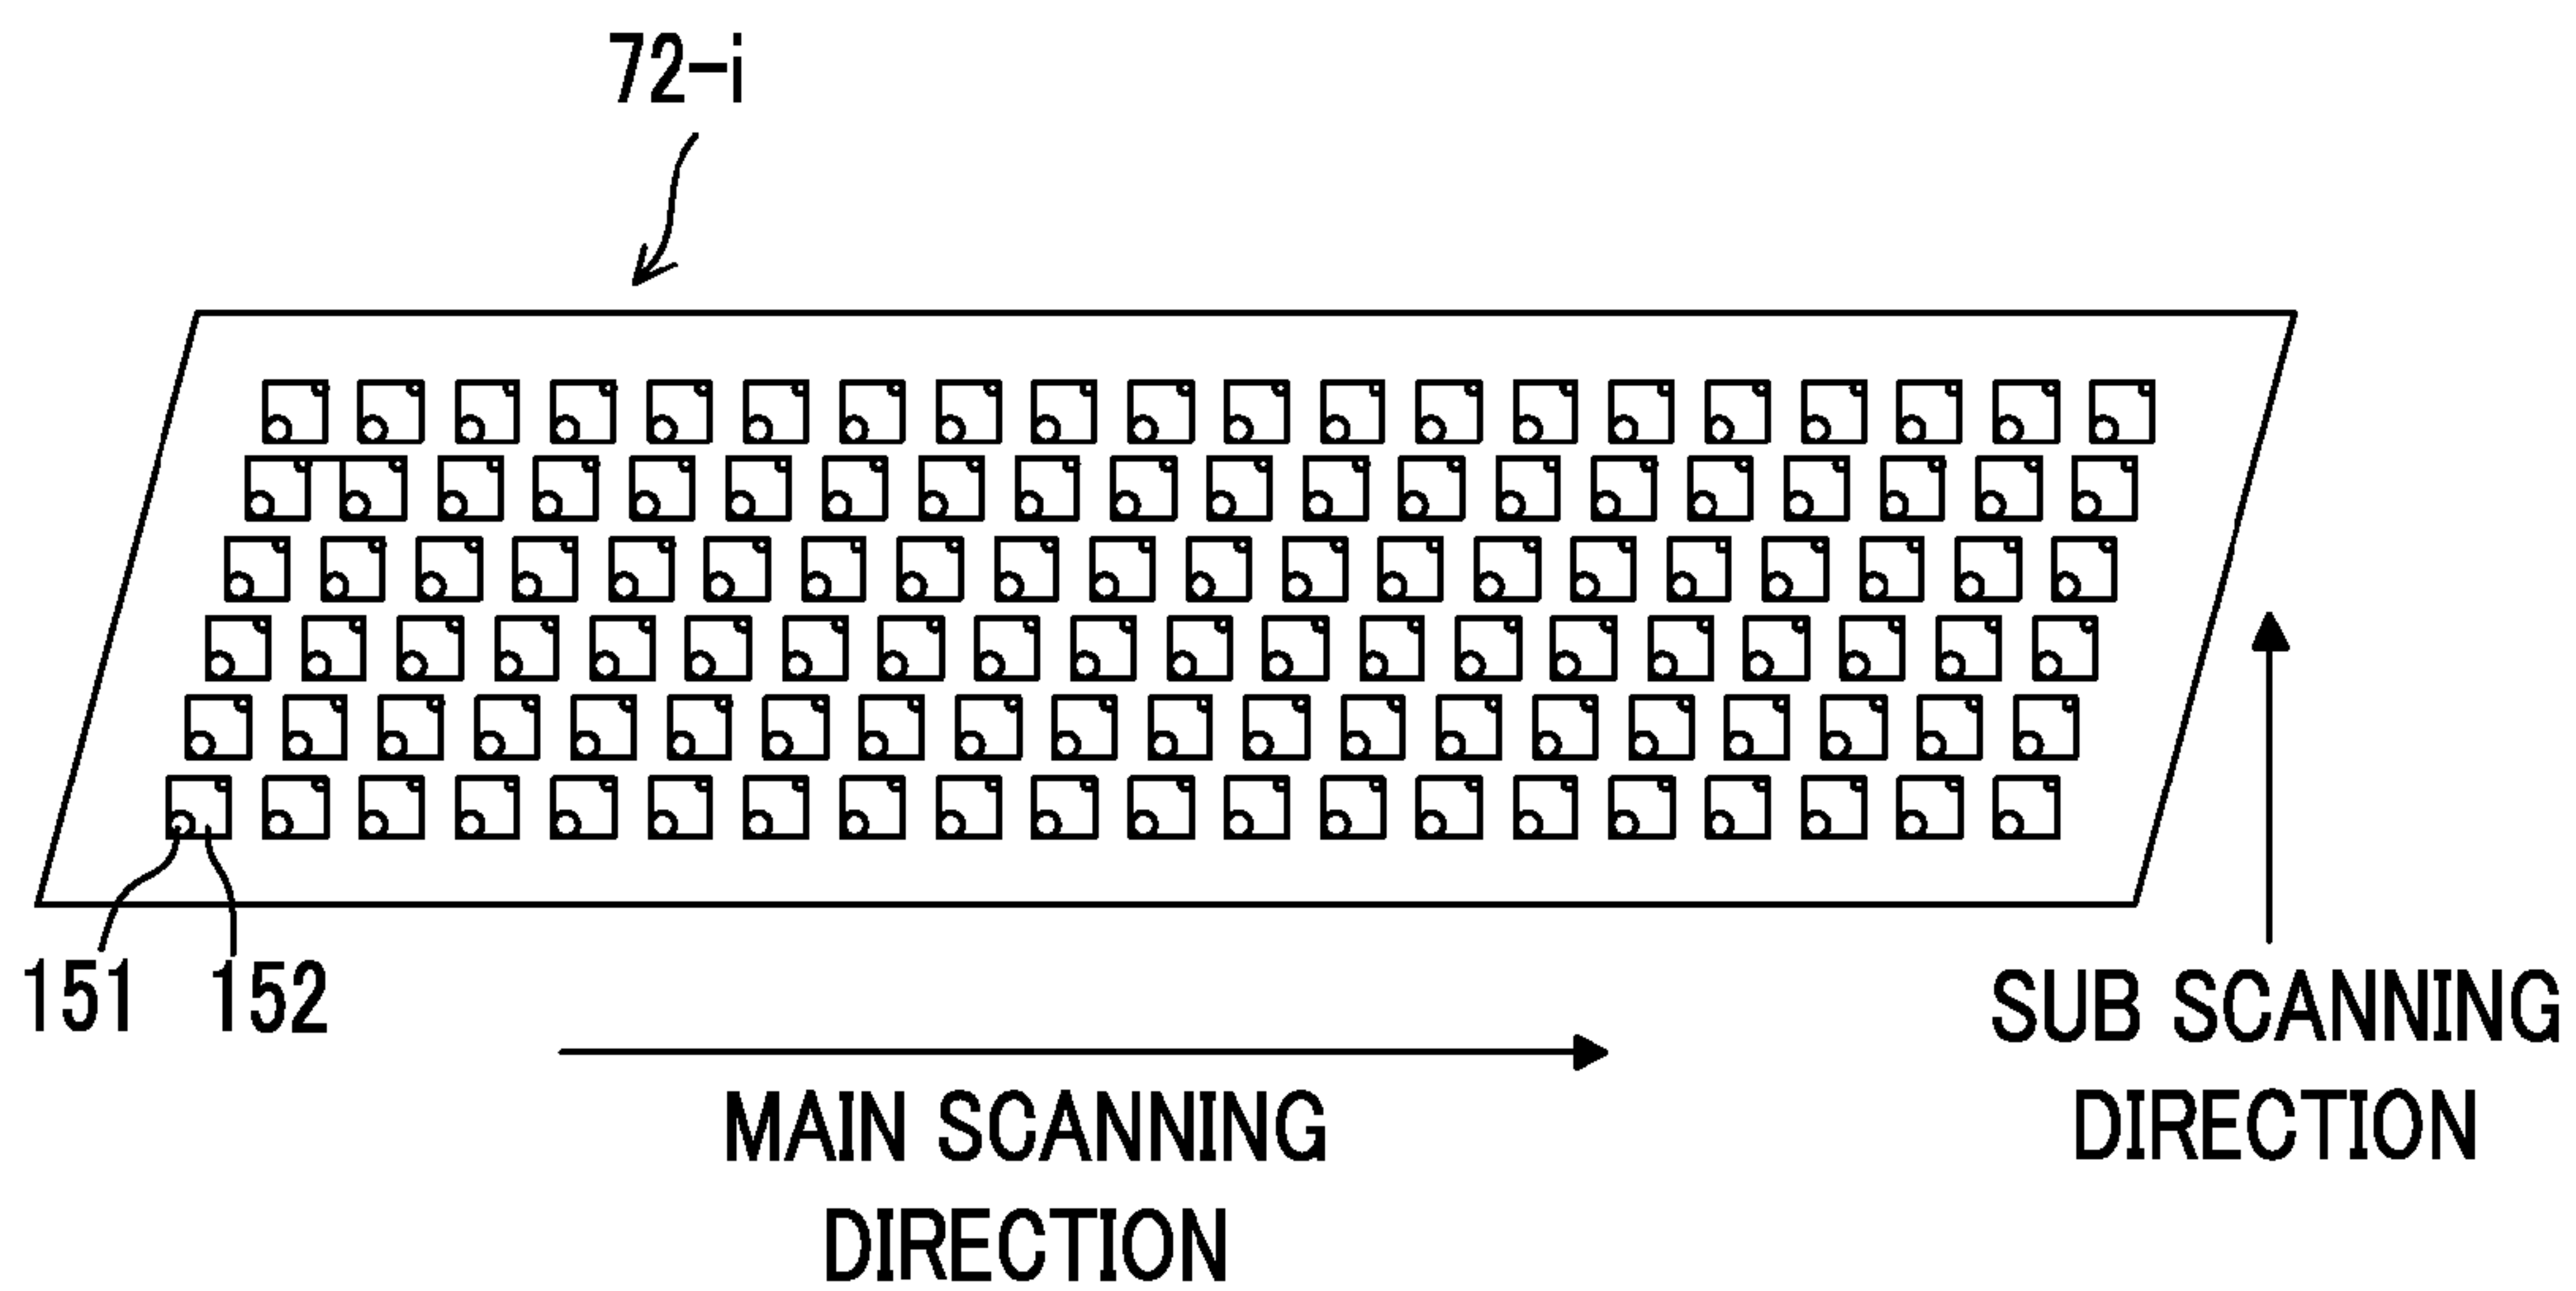 72-i
151 152
MAIN SCANNING
DIRECTION
SUB SCANNING
DIRECTION